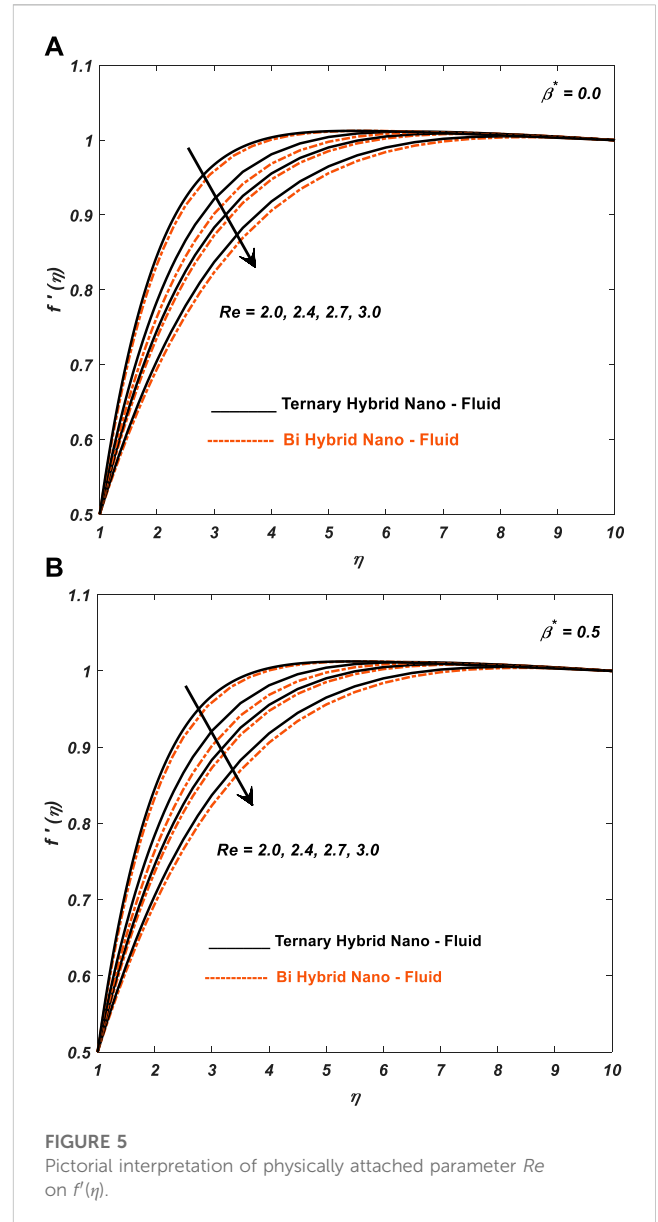 A
1.1
β* = 0.0
1
0.9
0.8
f '(η)
Re = 2.0, 2.4, 2.7, 3.0
0.7
Ternary Hybrid Nano - Fluid
0.6
Bi Hybrid Nano - Fluid
0.5
1 2 3 4 5 6 7 8 9 10
η
B
1.1
β* = 0.5
1
0.9
0.8
f '(η)
Re = 2.0, 2.4, 2.7, 3.0
0.7
Ternary Hybrid Nano - Fluid
0.6
Bi Hybrid Nano - Fluid
0.5
1 2 3 4 5 6 7 8 9 10
η
FIGURE 5
Pictorial interpretation of physically attached parameter Re
on f′(η).